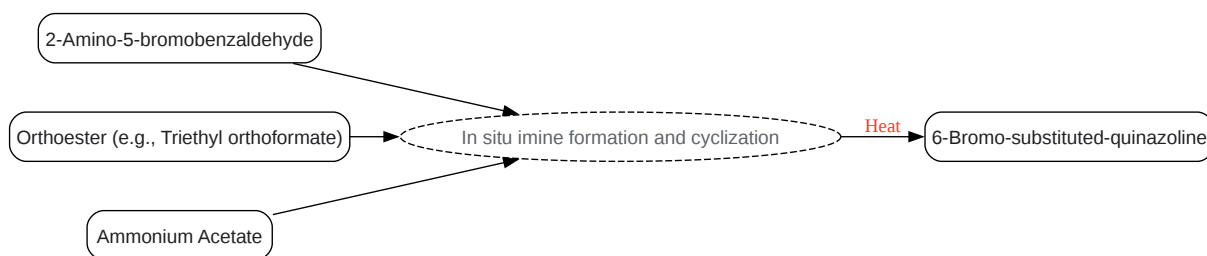 2-Amino-5-bromobenzaldehyde
Orthoester (e.g., Triethyl orthoformate)
In situ imine formation and cyclization
Heat
6-Bromo-substituted-quinazoline
Ammonium Acetate